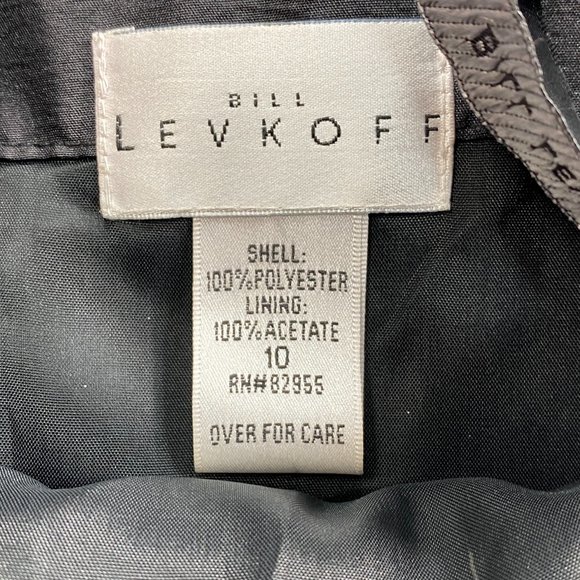 BILL
LEVKOFF
SHELL:
100%POLYESTER
LINING:
100%ACETATE
10
RN#82955
OVER FOR CARE